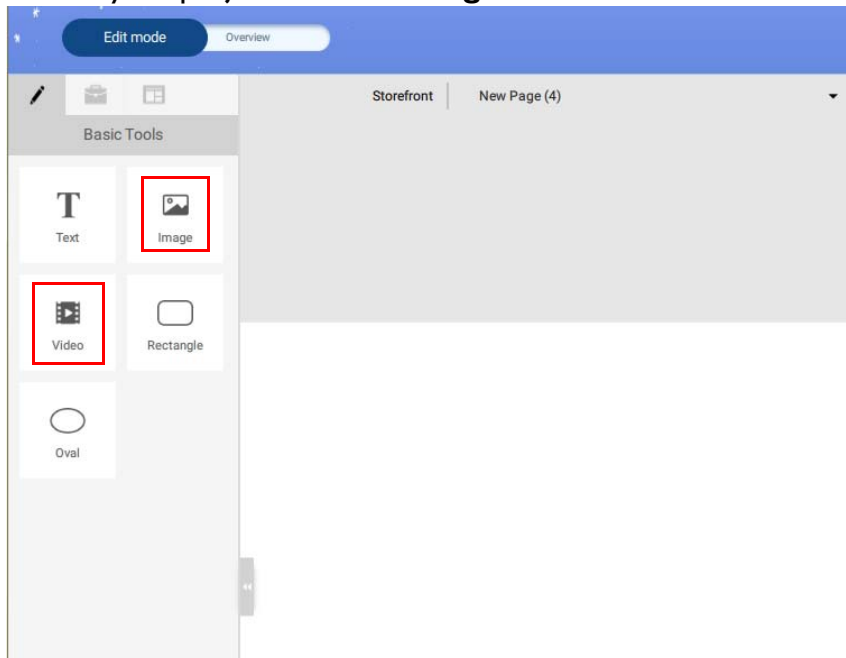 Edit mode Overview
Storefront New Page (4)
Basic Tools
T
Text Image
Video Rectangle
Oval